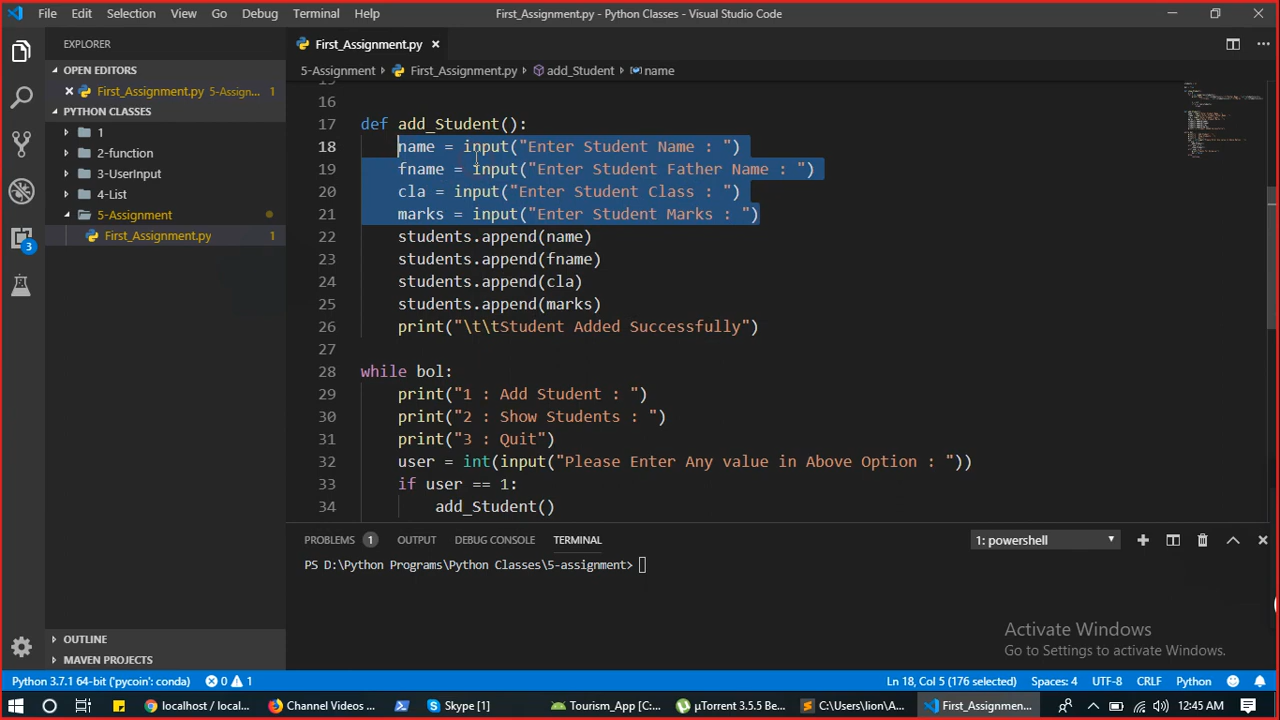 File Edit Selection View Go Debug Terminal Help First_Assignment.py - Python Classes - Visual Studio Code
EXPLORER
First_Assignment.py
OPEN EDITORS
5-Assignment First_Assignment.py add_Student name
First_Assignment.py 5-Assign... 1
PYTHON CLASSES
1
2-function
3-UserInput
4-List
5-Assignment
First_Assignment.py 1
16
17 def add_Student():
18 name = input("Enter Student Name : ")
19 fname = input("Enter Student Father Name : ")
20 cla = input("Enter Student Class : ")
21 marks = input("Enter Student Marks : ")
22 students.append(name)
23 students.append(fname)
24 students.append(cla)
25 students.append(marks)
26 print("\t\tStudent Added Successfully")
27
28 while bol:
29 print("1 : Add Student : ")
30 print("2 : Show Students : ")
31 print("3 : Quit")
32 user = int(input("Please Enter Any value in Above Option : "))
33 if user == 1:
34 add_Student()
3
PROBLEMS 1 OUTPUT DEBUG CONSOLE TERMINAL 1: powershell
PS D:\Python Programs\Python Classes\5-assignment>
OUTLINE
MAVEN PROJECTS
Activate Windows
Go to Settings to activate Windows.
Python 3.7.1 64-bit ('pycoin': conda) 0 1 Ln 18, Col 5 (176 selected) Spaces: 4 UTF-8 CRLF Python
localhost / local... Channel Videos ... Skype [1] Tourism_App [C:... µTorrent 3.5.5 Be... C:\Users\lion\A... First_Assignmen... 12:45 AM